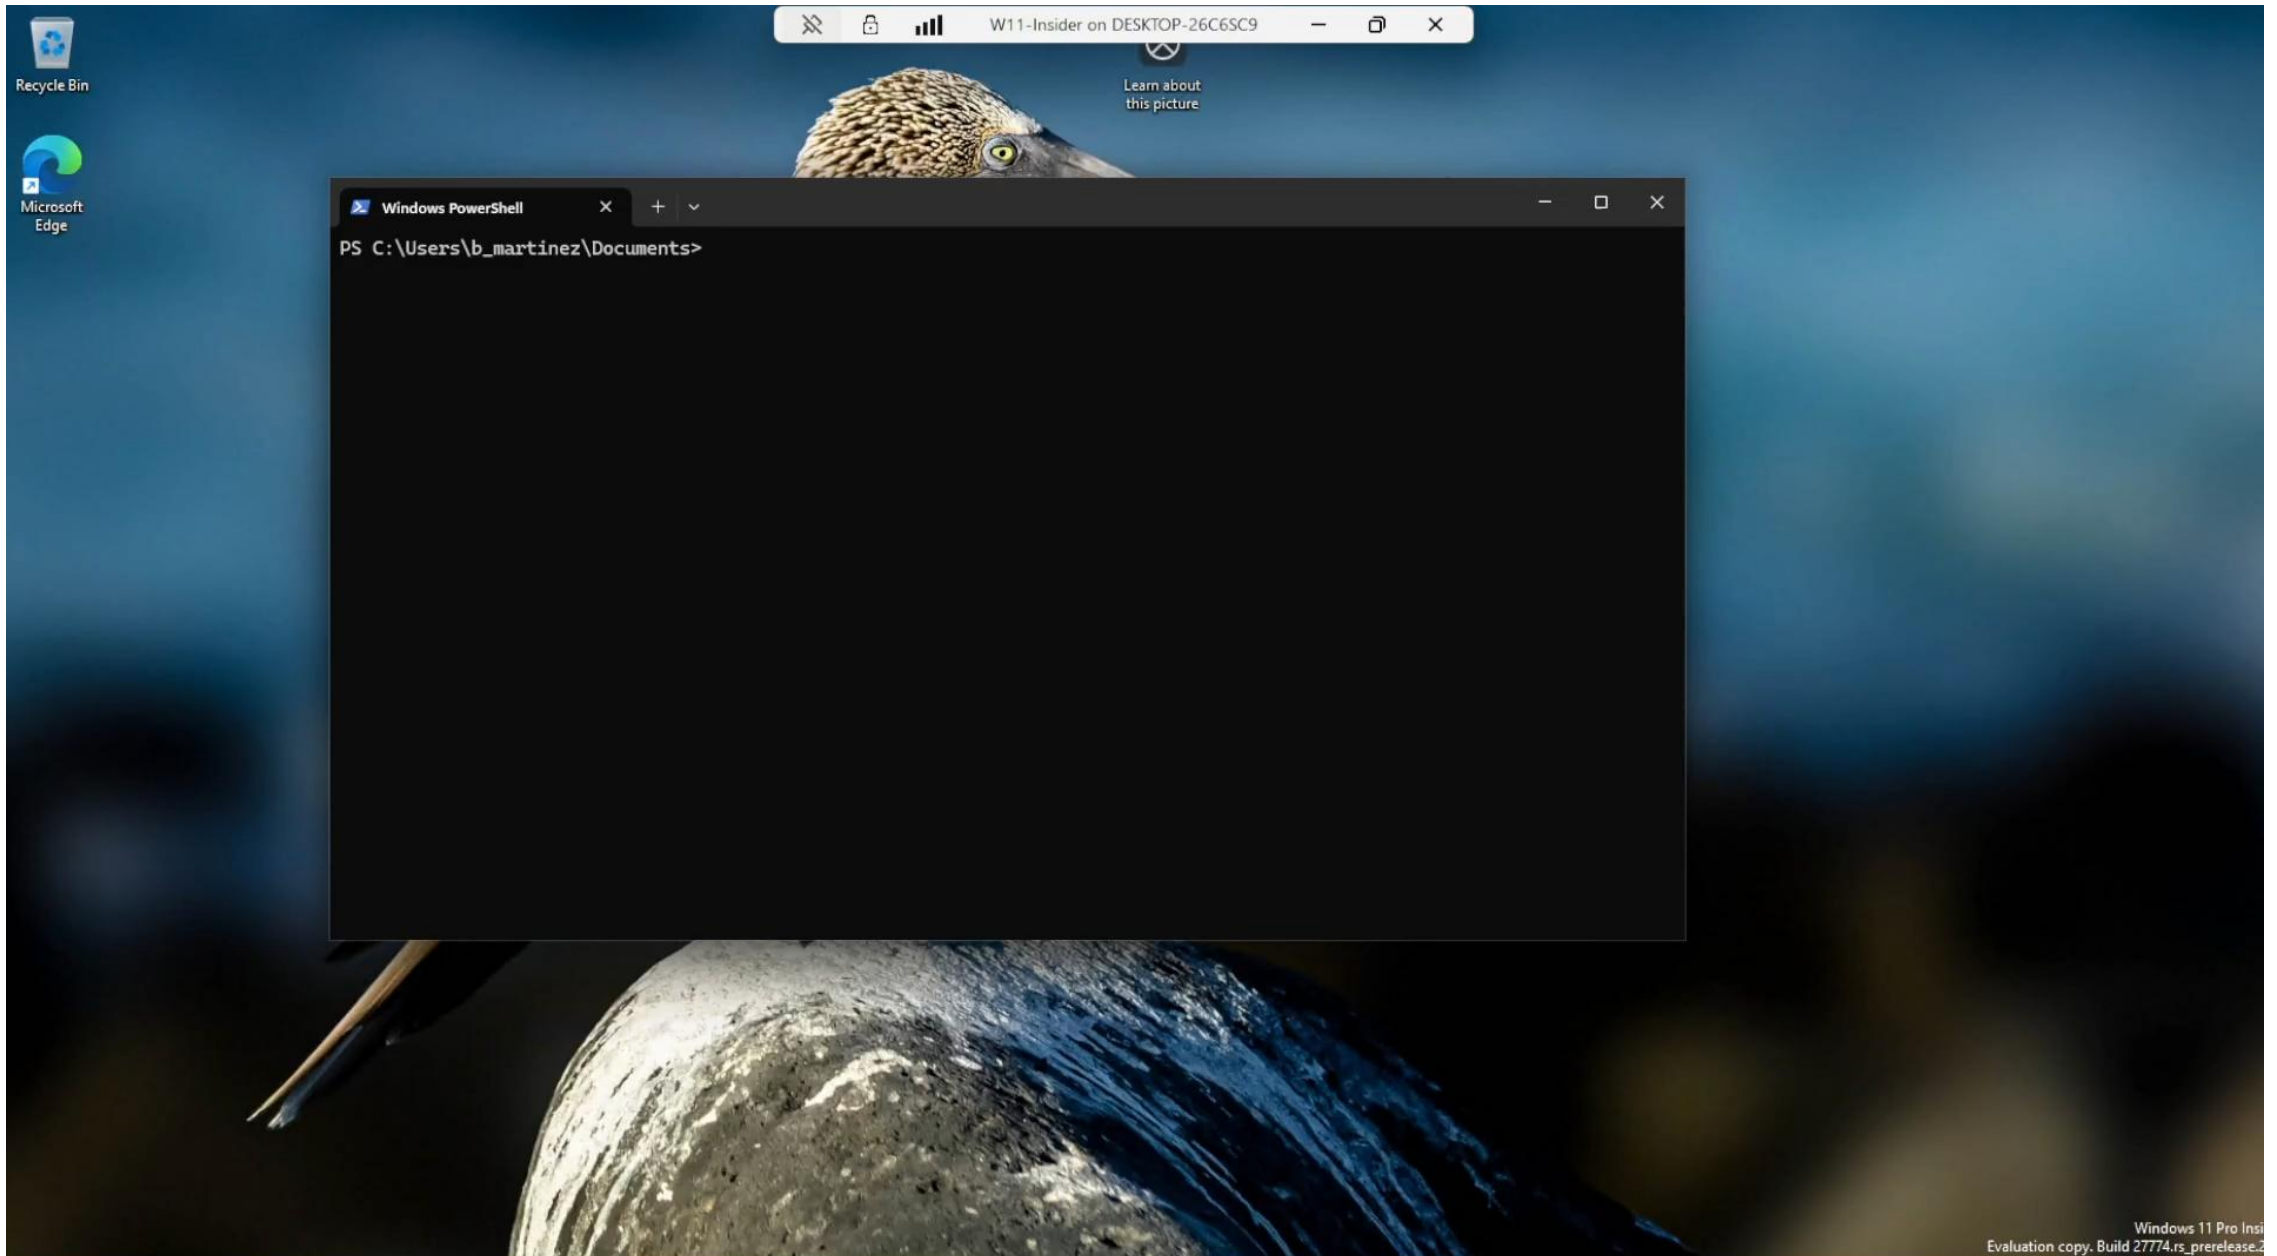 W11-Insider on DESKTOP-26C6SC9
Recycle Bin
Learn about
this picture
Microsoft
Edge
Windows PowerShell
PS C:\Users\b_martinez\Documents>
Windows 11 Pro Insi
Evaluation copy. Build 27774.rs_prerelease.2